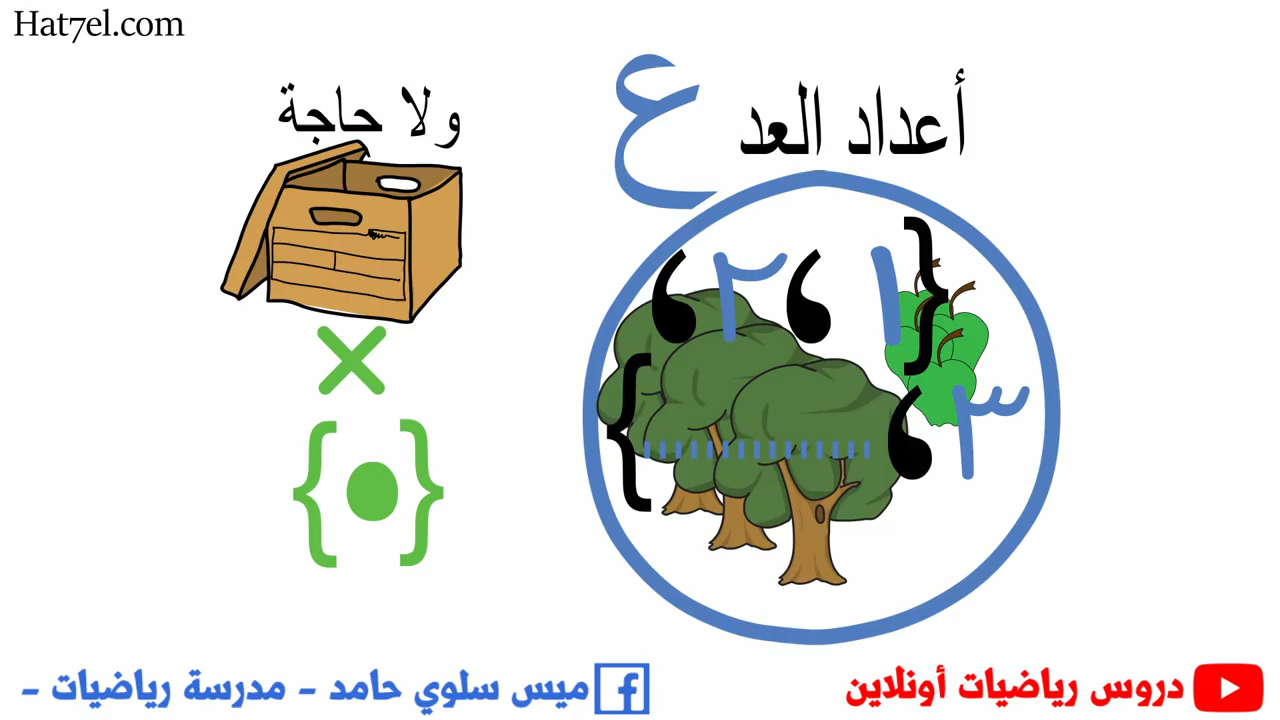 Hat7el.com
أعداد العد ع
ولا حاجة
{١ ، ٢ ،
٣ ، ............... }
×
{٠}
دروس رياضيات أونلاين
ميس سلوي حامد - مدرسة رياضيات -